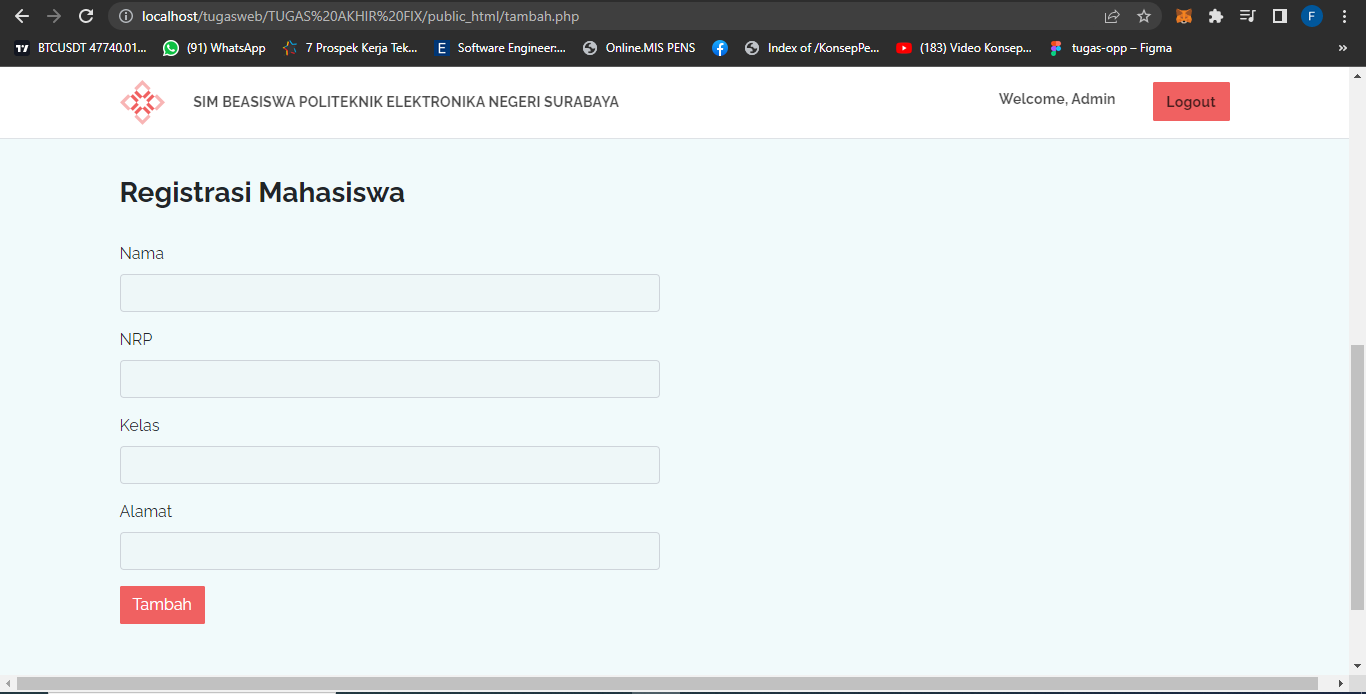 localhost/tugasweb/TUGAS%20AKHIR%20FIX/public_html/tambah.php
F
BTCUSDT 47740.01... (91) WhatsApp 7 Prospek Kerja Tek... E Software Engineer:... Online.MIS PENS Index of /KonsepPe... (183) Video Konsep... tugas-opp – Figma »
SIM BEASISWA POLITEKNIK ELEKTRONIKA NEGERI SURABAYA Welcome, Admin Logout
Registrasi Mahasiswa
Nama
NRP
Kelas
Alamat
Tambah